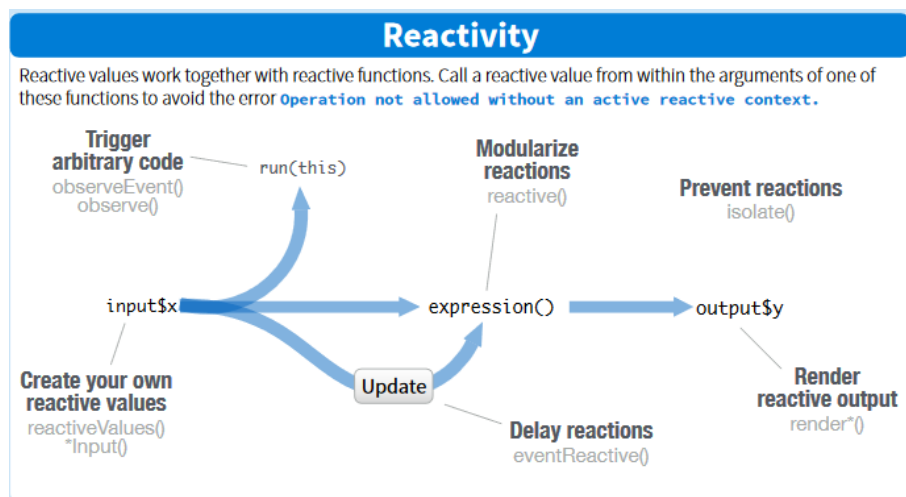 Reactivity
Reactive values work together with reactive functions. Call a reactive value from within the arguments of one of
these functions to avoid the error Operation not allowed without an active reactive context.
Trigger
arbitrary code
observeEvent()
observe()
run(this)
Modularize
reactions
reactive()
Prevent reactions
isolate()
input$x
expression()
output$y
Create your own
reactive values
reactiveValues()
*Input()
Update
Delay reactions
eventReactive()
Render
reactive output
render*()